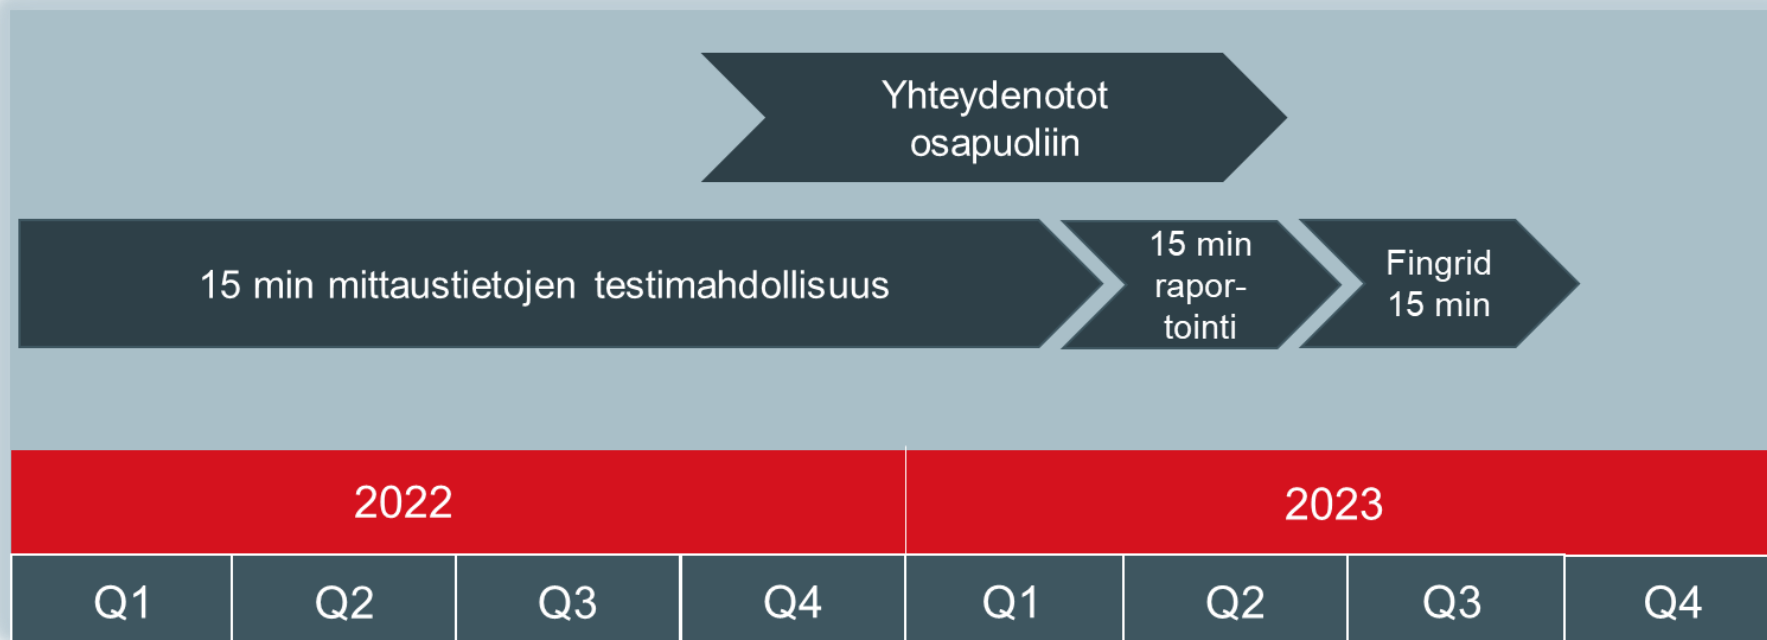 Yhteydenotot
osapuoliin
15 min mittaustietojen testimahdollisuus
15 min
rapor-
tointi
Fingrid
15 min
2022
2023
Q1
Q2
Q3
Q4
Q1
Q2
Q3
Q4